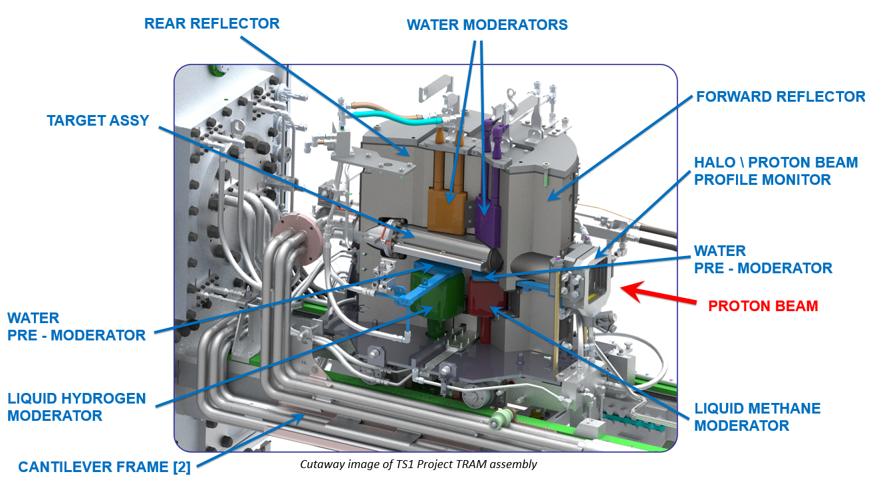 REAR REFLECTOR
WATER MODERATORS
FORWARD REFLECTOR
TARGET ASSY
HALO \ PROTON BEAM
PROFILE MONITOR
WATER
PRE - MODERATOR
PROTON BEAM
WATER
PRE - MODERATOR
LIQUID HYDROGEN
MODERATOR
LIQUID METHANE
MODERATOR
CANTILEVER FRAME [2]
Cutaway image of TS1 Project TRAM assembly